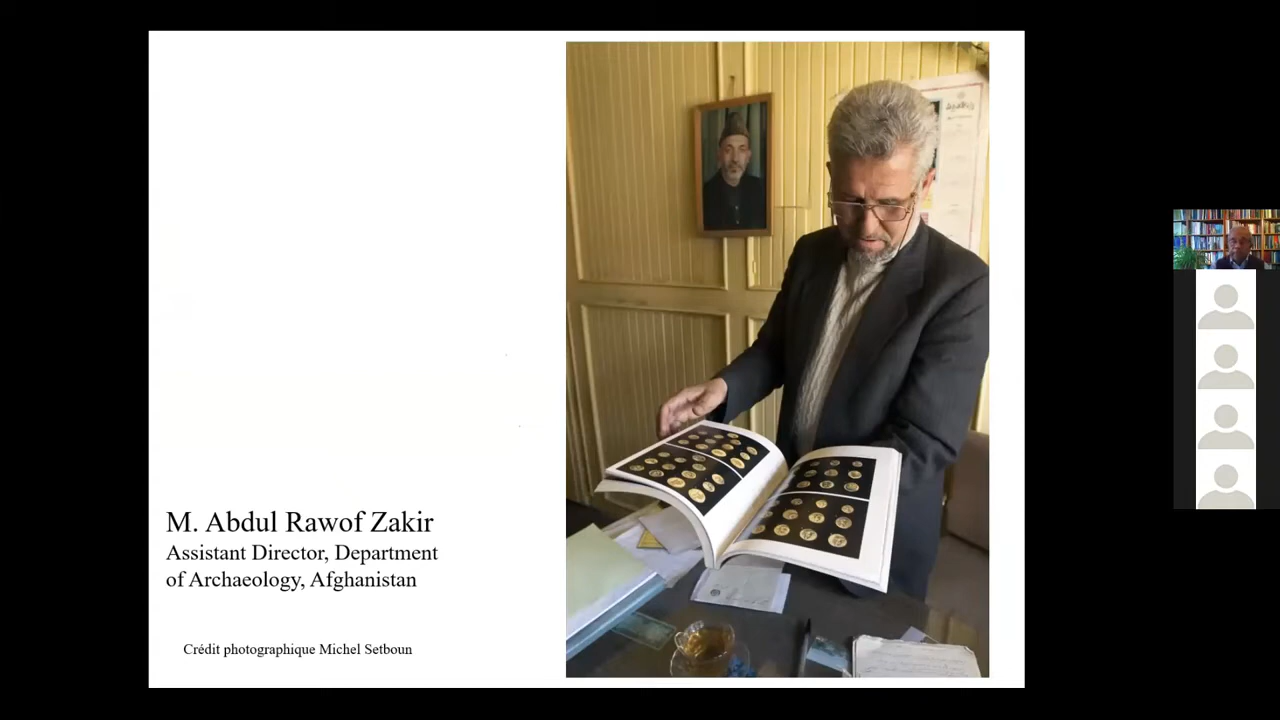 M. Abdul Rawof Zakir
Assistant Director, Department
of Archaeology, Afghanistan
Crédit photographique Michel Setboun